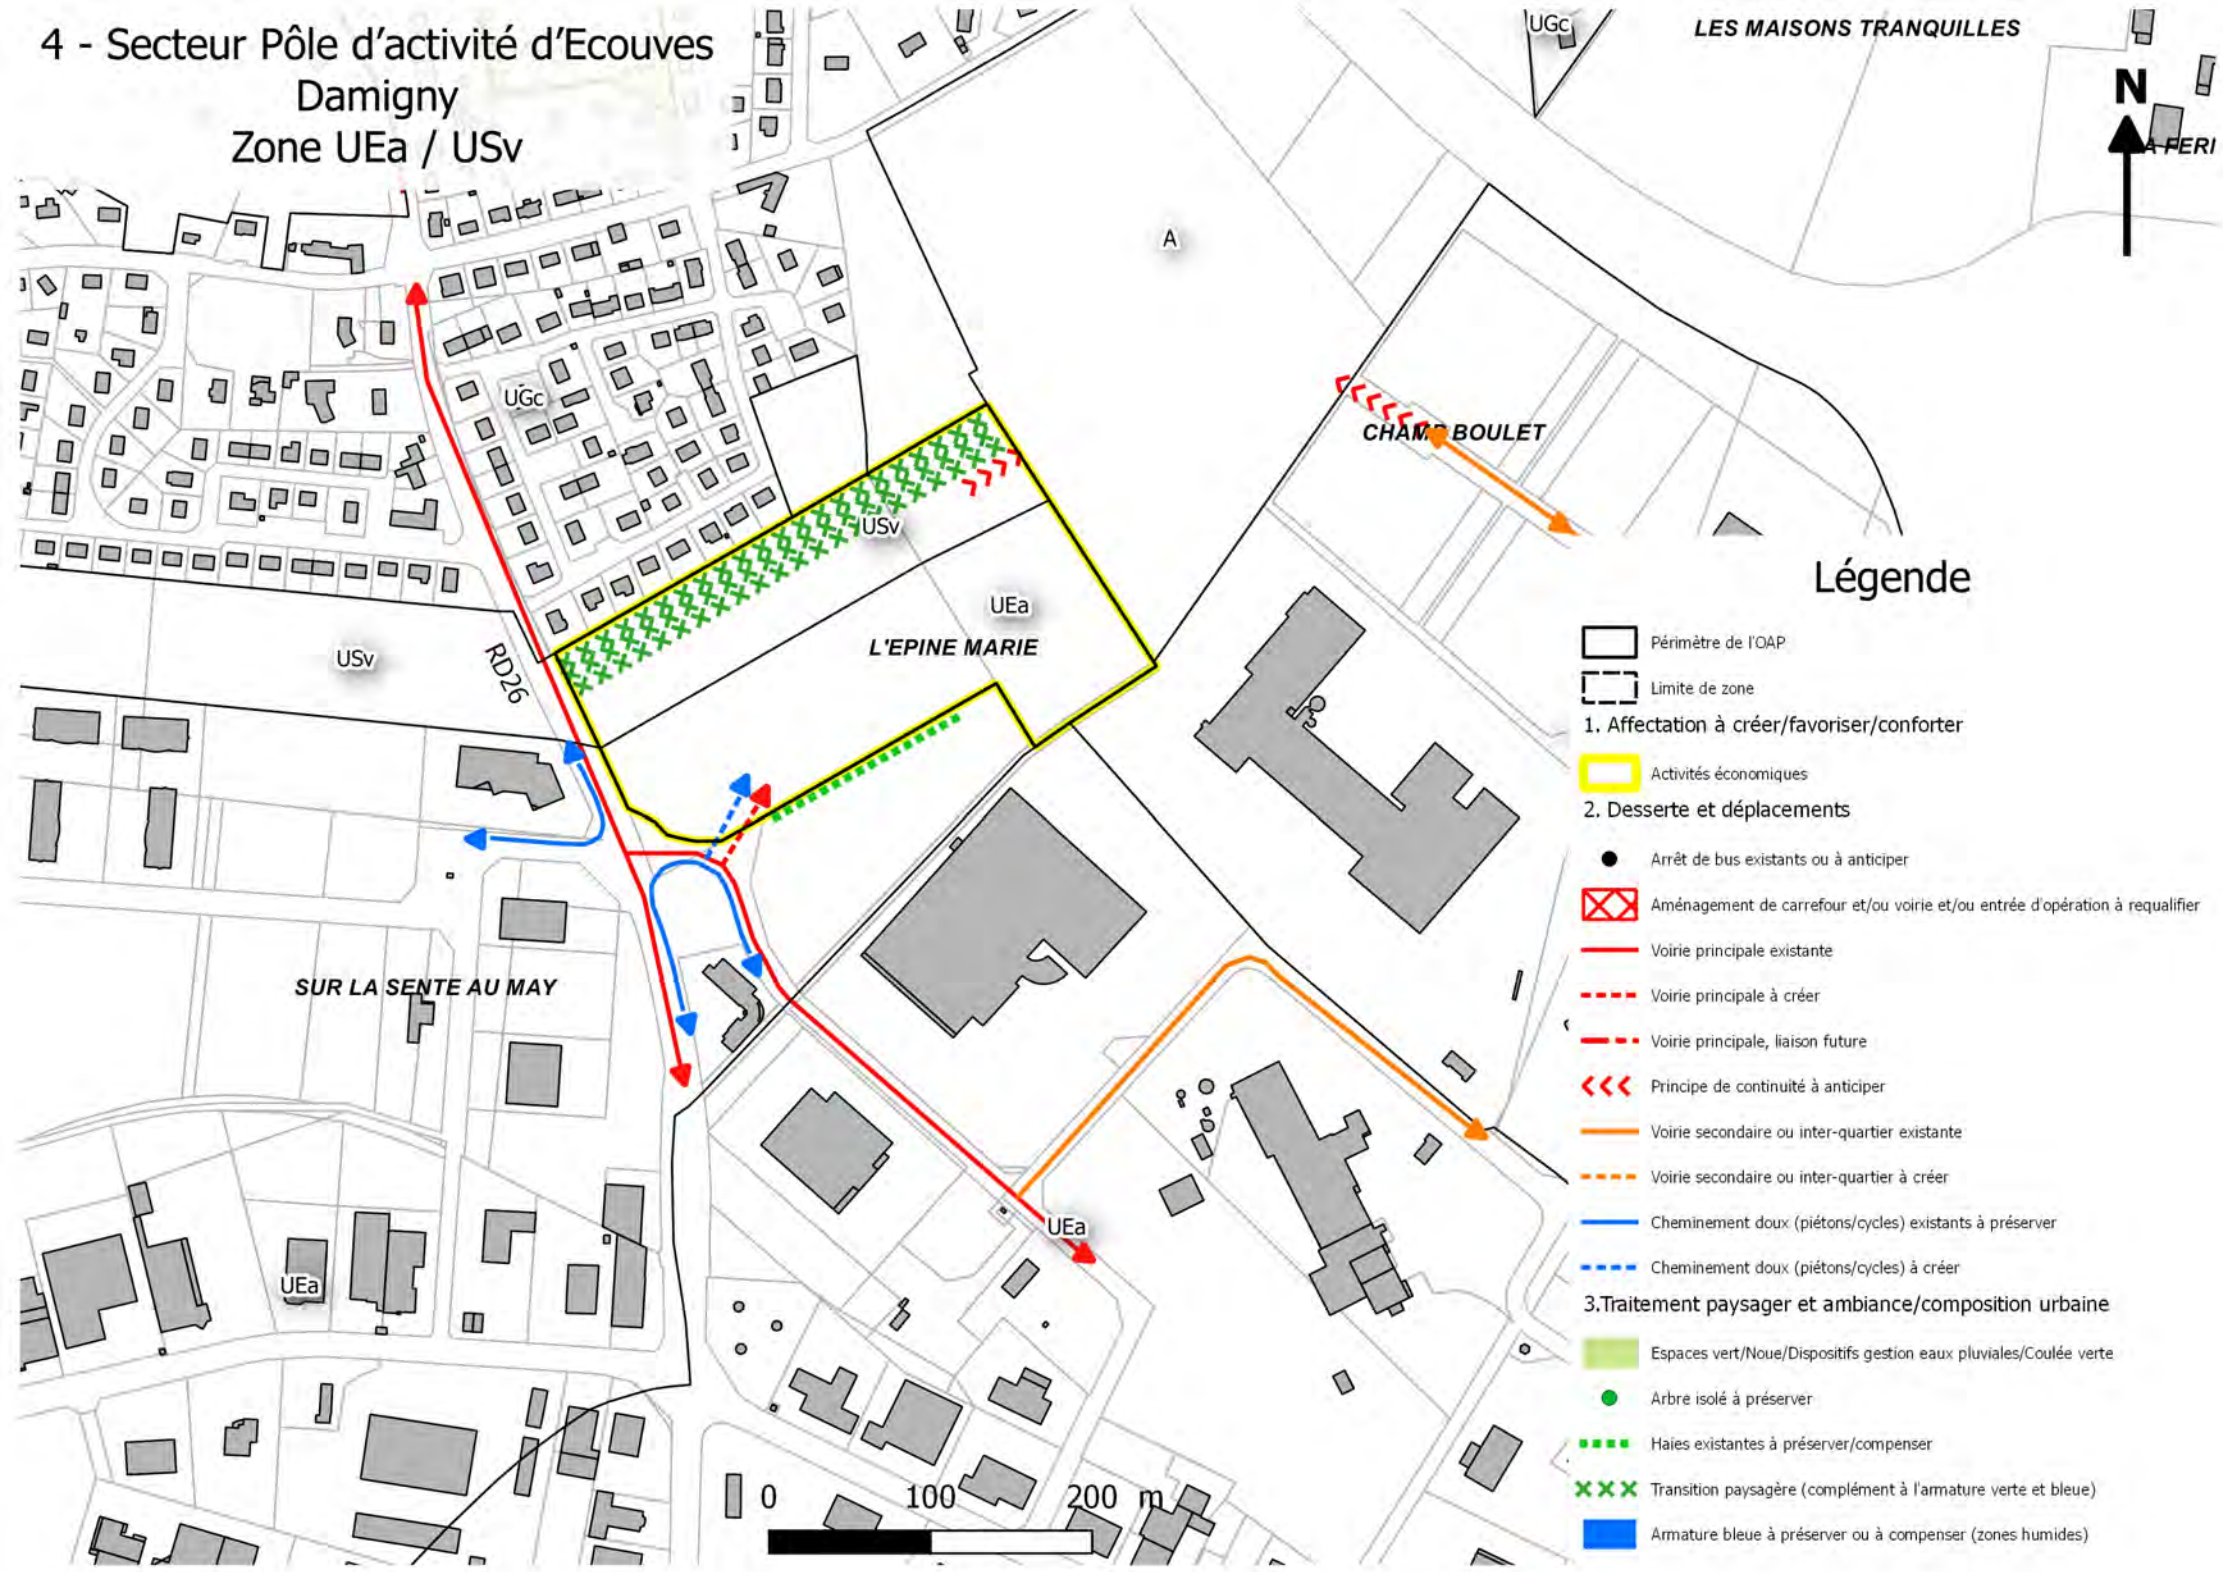 4 - Secteur Pôle d'activité d'Ecouves
Damigny
Zone UEa / USv
UGc
LES MAISONS TRANQUILLES
N
A FERI
A
UGc
CHAMP BOULET
USv
UEa
L'EPINE MARIE
USv
RD26
SUR LA SENTE AU MAY
UEa
UEa
0 100 200 m
Légende
Périmètre de l'OAP
Limite de zone
1. Affectation à créer/favoriser/conforter
Activités économiques
2. Desserte et déplacements
Arrêt de bus existants ou à anticiper
Aménagement de carrefour et/ou voirie et/ou entrée d'opération à requalifier
Voirie principale existante
Voirie principale à créer
Voirie principale, liaison future
Principe de continuité à anticiper
Voirie secondaire ou inter-quartier existante
Voirie secondaire ou inter-quartier à créer
Cheminement doux (piétons/cycles) existants à préserver
Cheminement doux (piétons/cycles) à créer
3.Traitement paysager et ambiance/composition urbaine
Espaces vert/Noue/Dispositifs gestion eaux pluviales/Coulée verte
Arbre isolé à préserver
Haies existantes à préserver/compenser
Transition paysagère (complément à l'armature verte et bleue)
Armature bleue à préserver ou à compenser (zones humides)